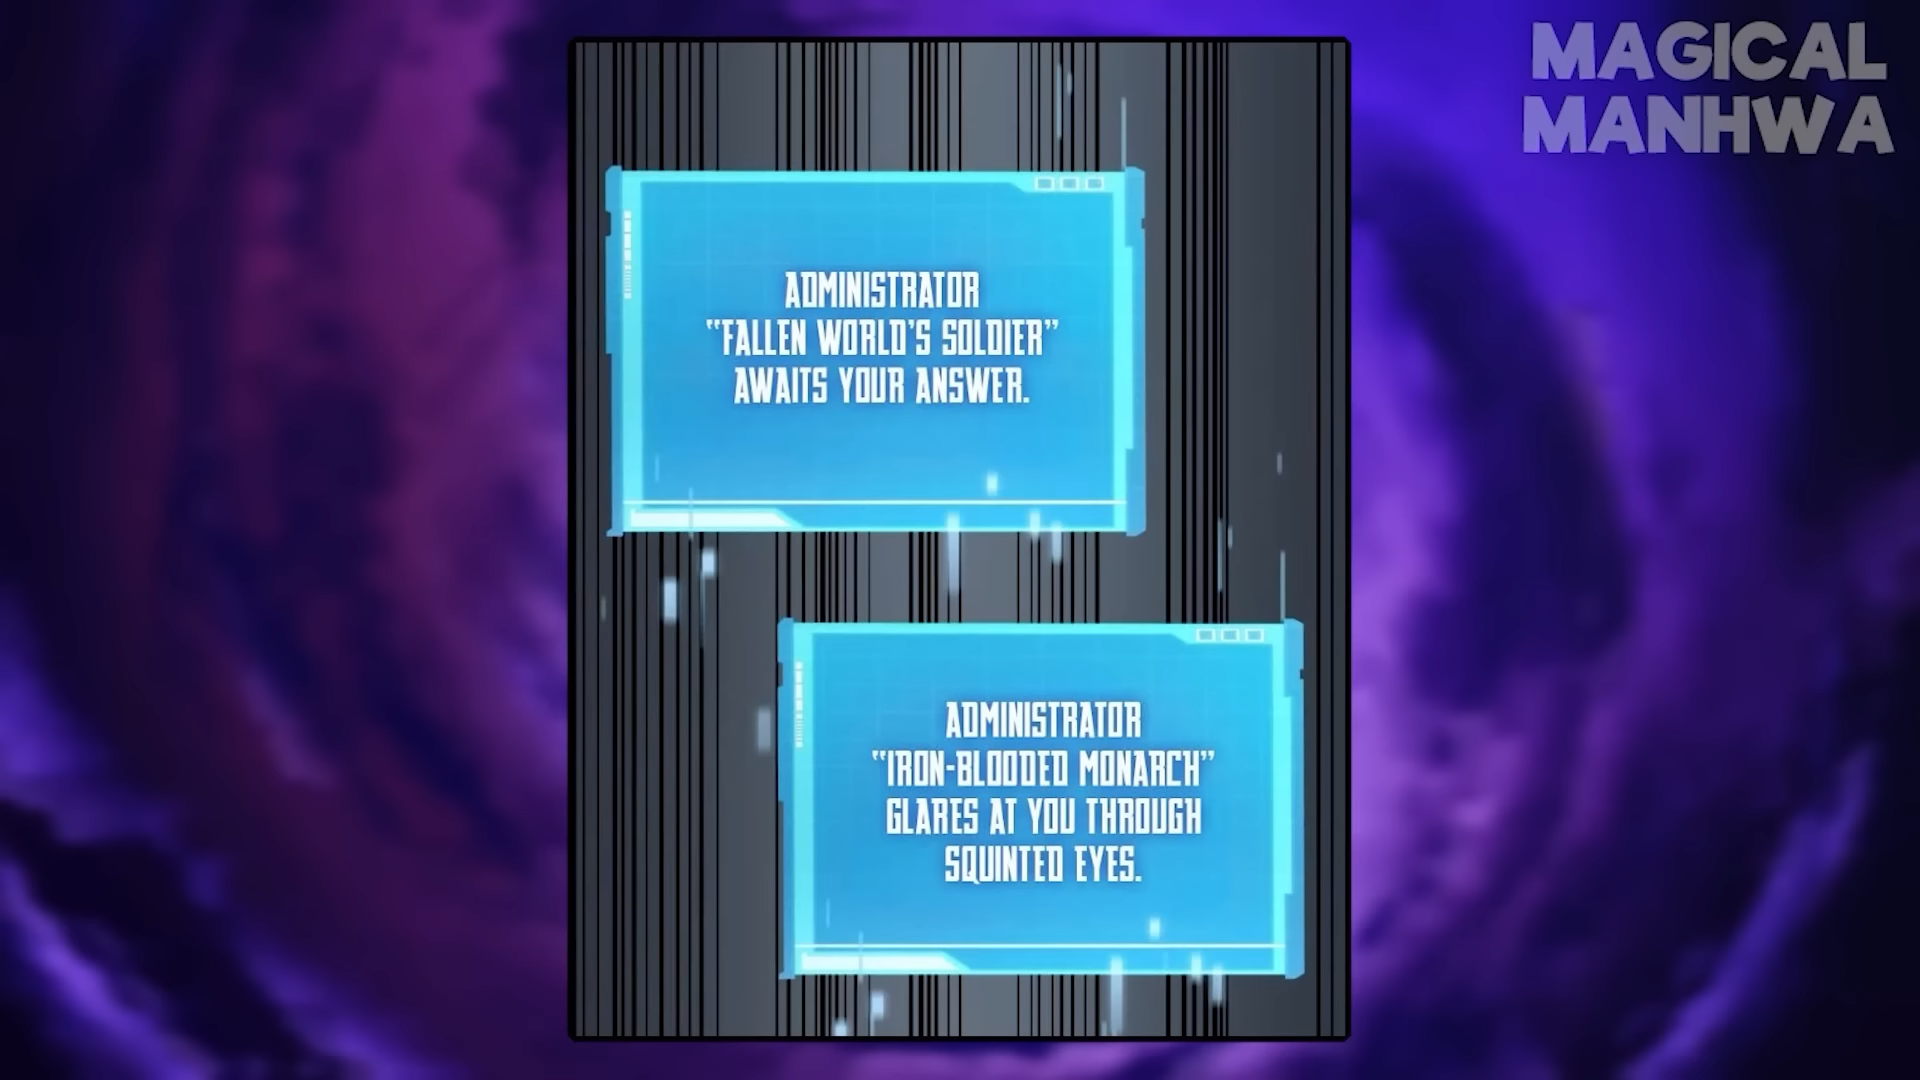 MAGICAL
MANHWA
ADMINISTRATOR
“FALLEN WORLD’S SOLDIER”
AWAITS YOUR ANSWER.
ADMINISTRATOR
“IRON-BLOODED MONARCH”
GLARES AT YOU THROUGH
SQUINTED EYES.